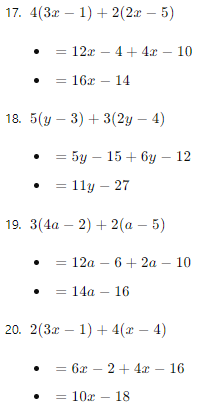 17. 4(3x − 1) + 2(2x − 5)
• = 12x − 4 + 4x − 10
• = 16x − 14
18. 5(y − 3) + 3(2y − 4)
• = 5y − 15 + 6y − 12
• = 11y − 27
19. 3(4a − 2) + 2(a − 5)
• = 12a − 6 + 2a − 10
• = 14a − 16
20. 2(3x − 1) + 4(x − 4)
• = 6x − 2 + 4x − 16
• = 10x − 18